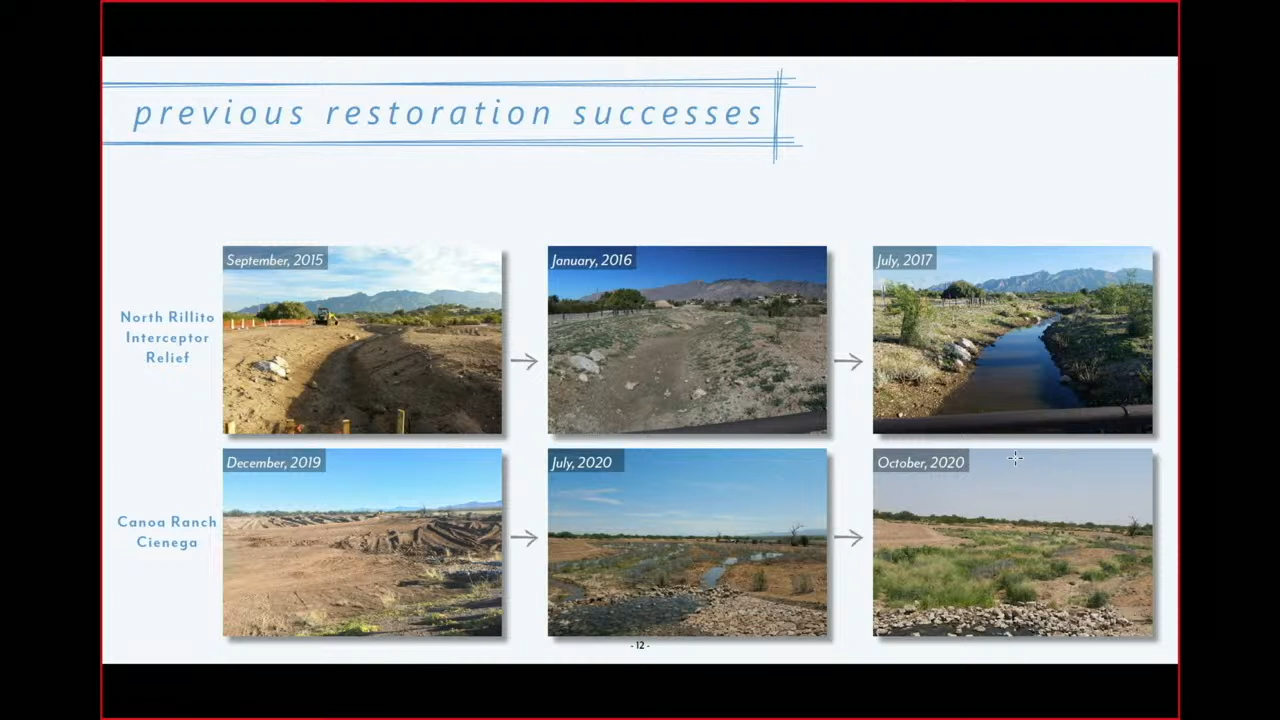 previous restoration successes
September, 2015
January, 2016
July, 2017
North Rillito
Interceptor
Relief
December, 2019
July, 2020
October, 2020
Canoa Ranch
Cienega
- 12 -